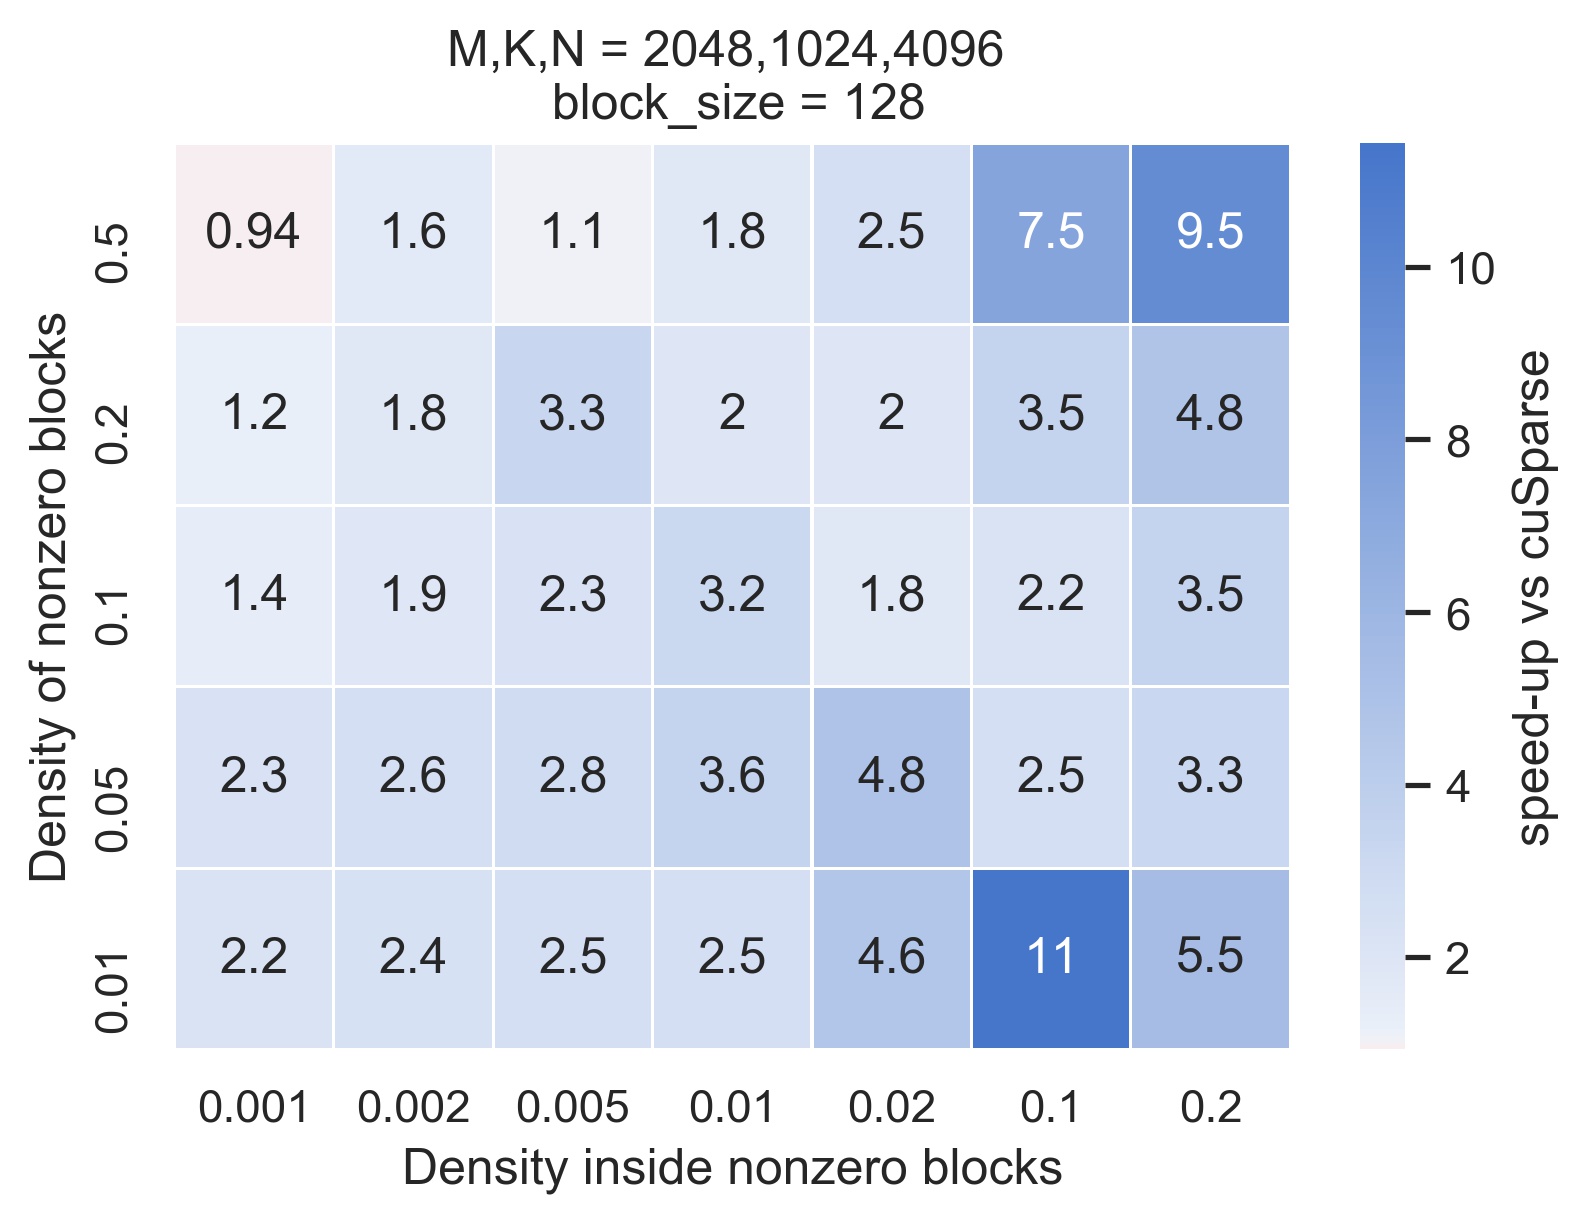 M,K,N = 2048,1024,4096
block_size = 128
Density of nonzero blocks
0.5 0.94 1.6 1.1 1.8 2.5 7.5 9.5
0.2 1.2 1.8 3.3 2 2 3.5 4.8
0.1 1.4 1.9 2.3 3.2 1.8 2.2 3.5
0.05 2.3 2.6 2.8 3.6 4.8 2.5 3.3
0.01 2.2 2.4 2.5 2.5 4.6 11 5.5
0.001 0.002 0.005 0.01 0.02 0.1 0.2
Density inside nonzero blocks
10
8
6
4
2
speed-up vs cuSparse